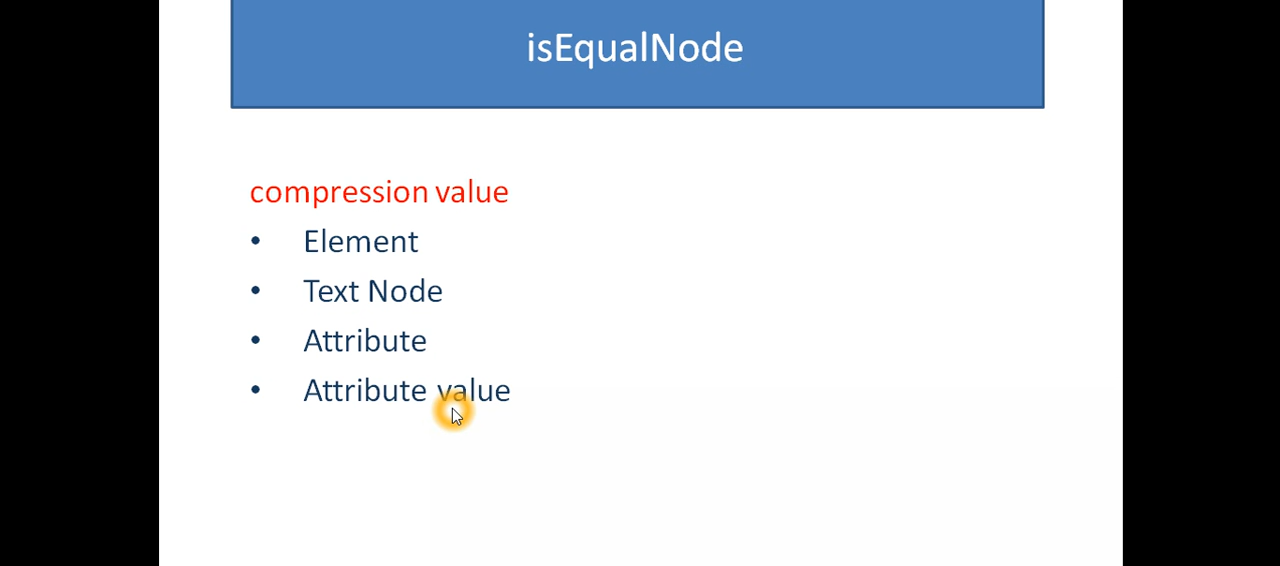 isEqualNode
compression value
• Element
• Text Node
• Attribute
• Attribute value